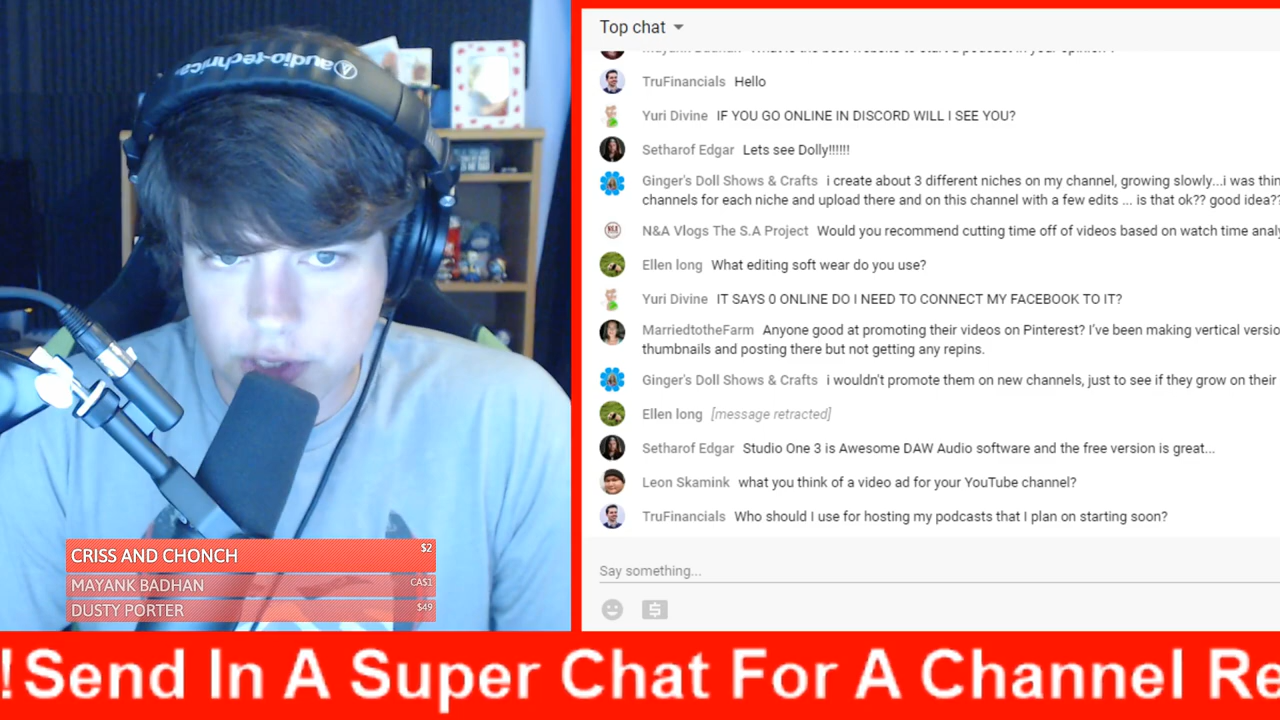 audio-technica
Top chat
TruFinancials Hello
Yuri Divine IF YOU GO ONLINE IN DISCORD WILL I SEE YOU?
Setharof Edgar Lets see Dolly!!!!!!
Ginger's Doll Shows & Crafts i create about 3 different niches on my channel, growing slowly...i was thin
channels for each niche and upload there and on this channel with a few edits ... is that ok?? good idea??
N&A Vlogs The S.A Project Would you recommend cutting time off of videos based on watch time analy
Ellen long What editing soft wear do you use?
Yuri Divine IT SAYS 0 ONLINE DO I NEED TO CONNECT MY FACEBOOK TO IT?
MarriedtotheFarm Anyone good at promoting their videos on Pinterest? I've been making vertical versio
thumbnails and posting there but not getting any repins.
Ginger's Doll Shows & Crafts i wouldn't promote them on new channels, just to see if they grow on their
Ellen long [message retracted]
Setharof Edgar Studio One 3 is Awesome DAW Audio software and the free version is great...
Leon Skamink what you think of a video ad for your YouTube channel?
TruFinancials Who should I use for hosting my podcasts that I plan on starting soon?
Say something...
CRISS AND CHONCH $2
MAYANK BADHAN CA$1
DUSTY PORTER $49
!Send In A Super Chat For A Channel Re